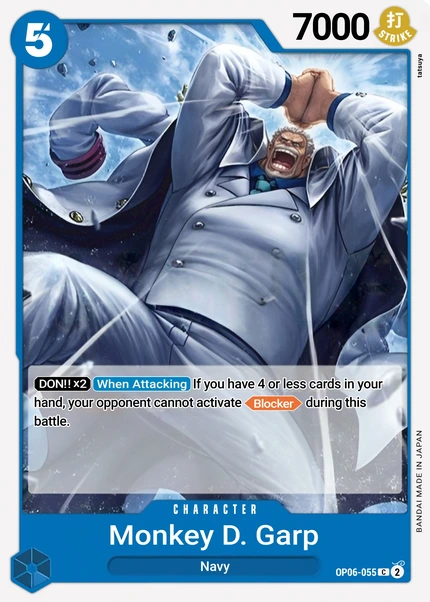 5
7000
打
STRIKE
tatsuya
DON!!×2 When Attacking If you have 4 or less cards in your
hand, your opponent cannot activate Blocker during this
battle.
BANDAI MADE IN JAPAN
CHARACTER
Monkey D. Garp
Navy
OP06-055 C 2